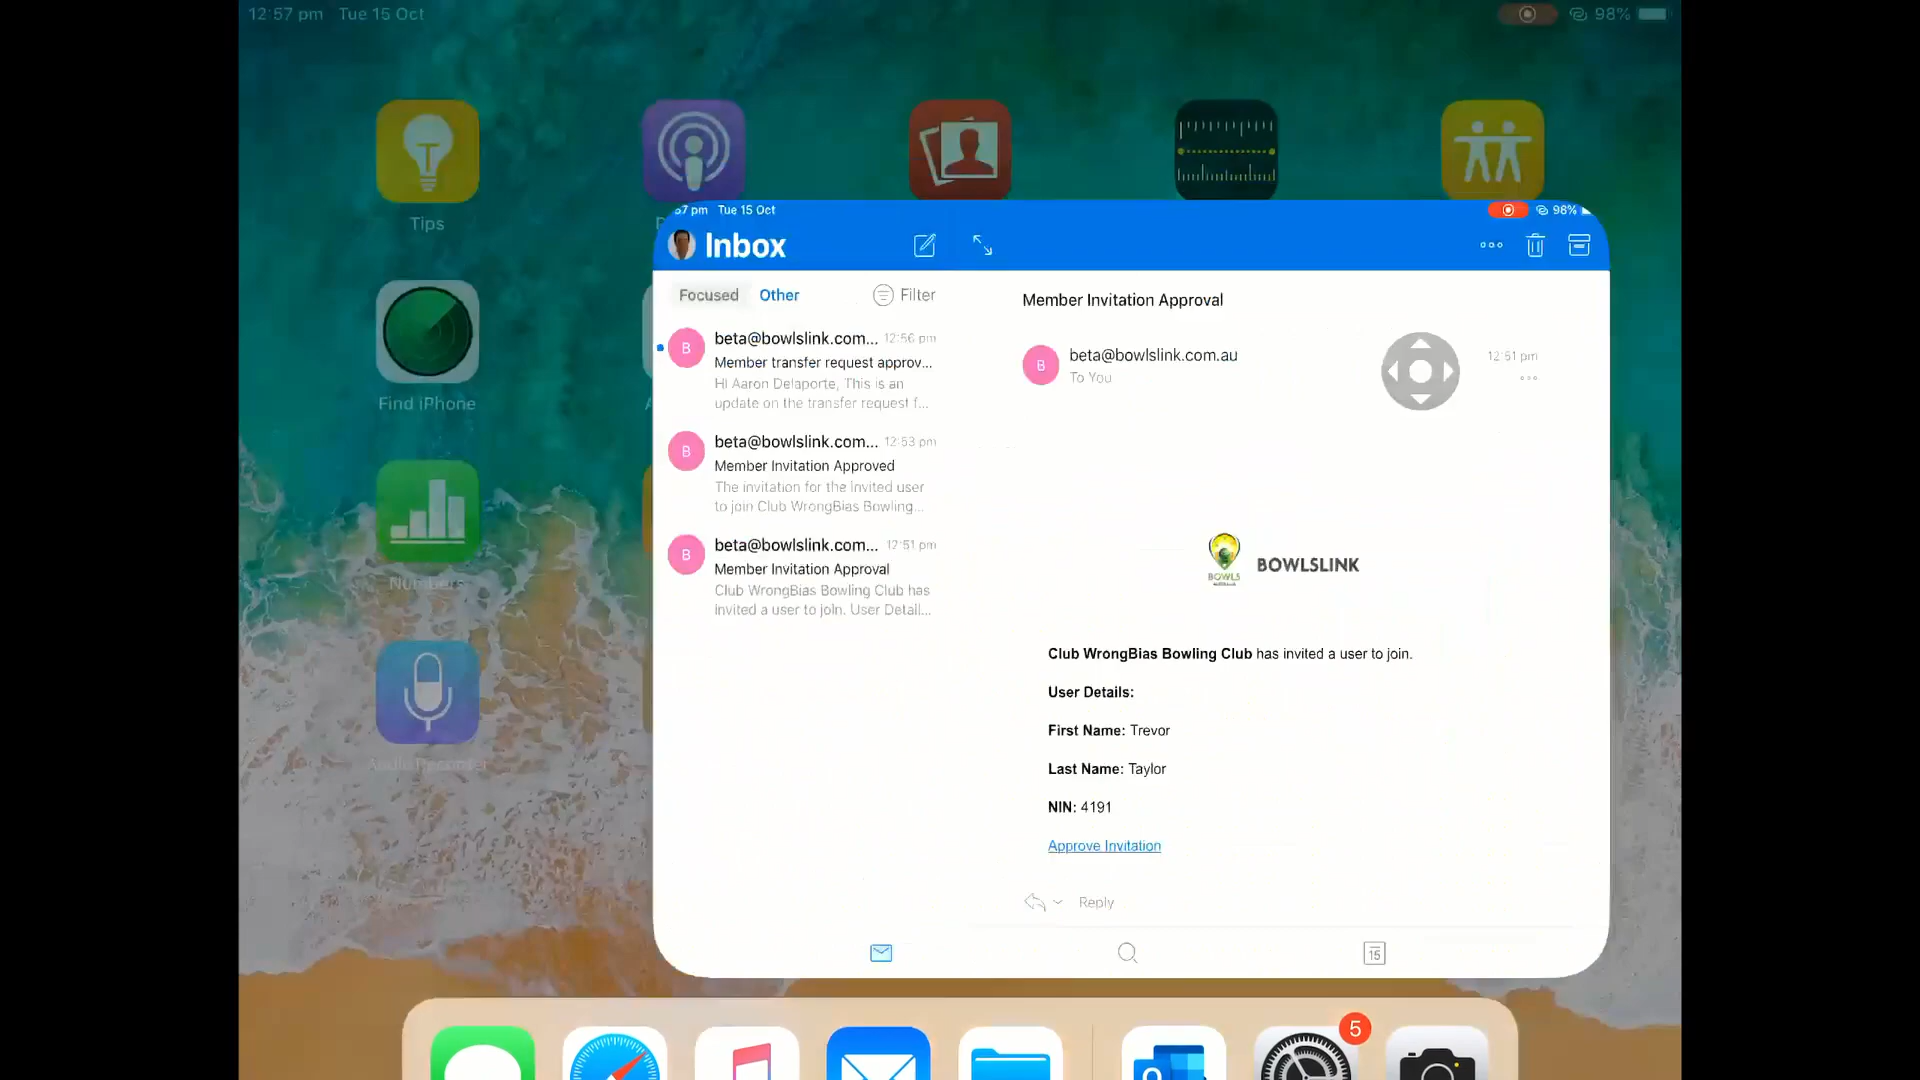 12:57 pm Tue 15 Oct
98%
Tips
Find iPhone
Numbers
Audio Recorder
57 pm Tue 15 Oct
98%
Inbox
Focused Other Filter
beta@bowlslink.com... 12:56 pm
Member transfer request approv...
Hi Aaron Delaporte, This is an
update on the transfer request f...
beta@bowlslink.com... 12:53 pm
Member Invitation Approved
The invitation for the invited user
to join Club WrongBias Bowling...
beta@bowlslink.com... 12:51 pm
Member Invitation Approval
Club WrongBias Bowling Club has
invited a user to join. User Detail...
Member Invitation Approval
B
beta@bowlslink.com.au
12:51 pm
To You
BOWLS
BOWLSLINK
Club WrongBias Bowling Club has invited a user to join.
User Details:
First Name: Trevor
Last Name: Taylor
NIN: 4191
Approve Invitation
Reply
15
5